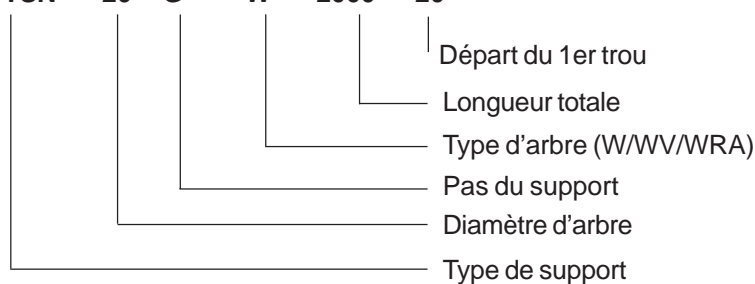 Départ du 1er trou
Longueur totale
Type d'arbre (W/WV/WRA)
Pas du support
Diamètre d'arbre
Type de support